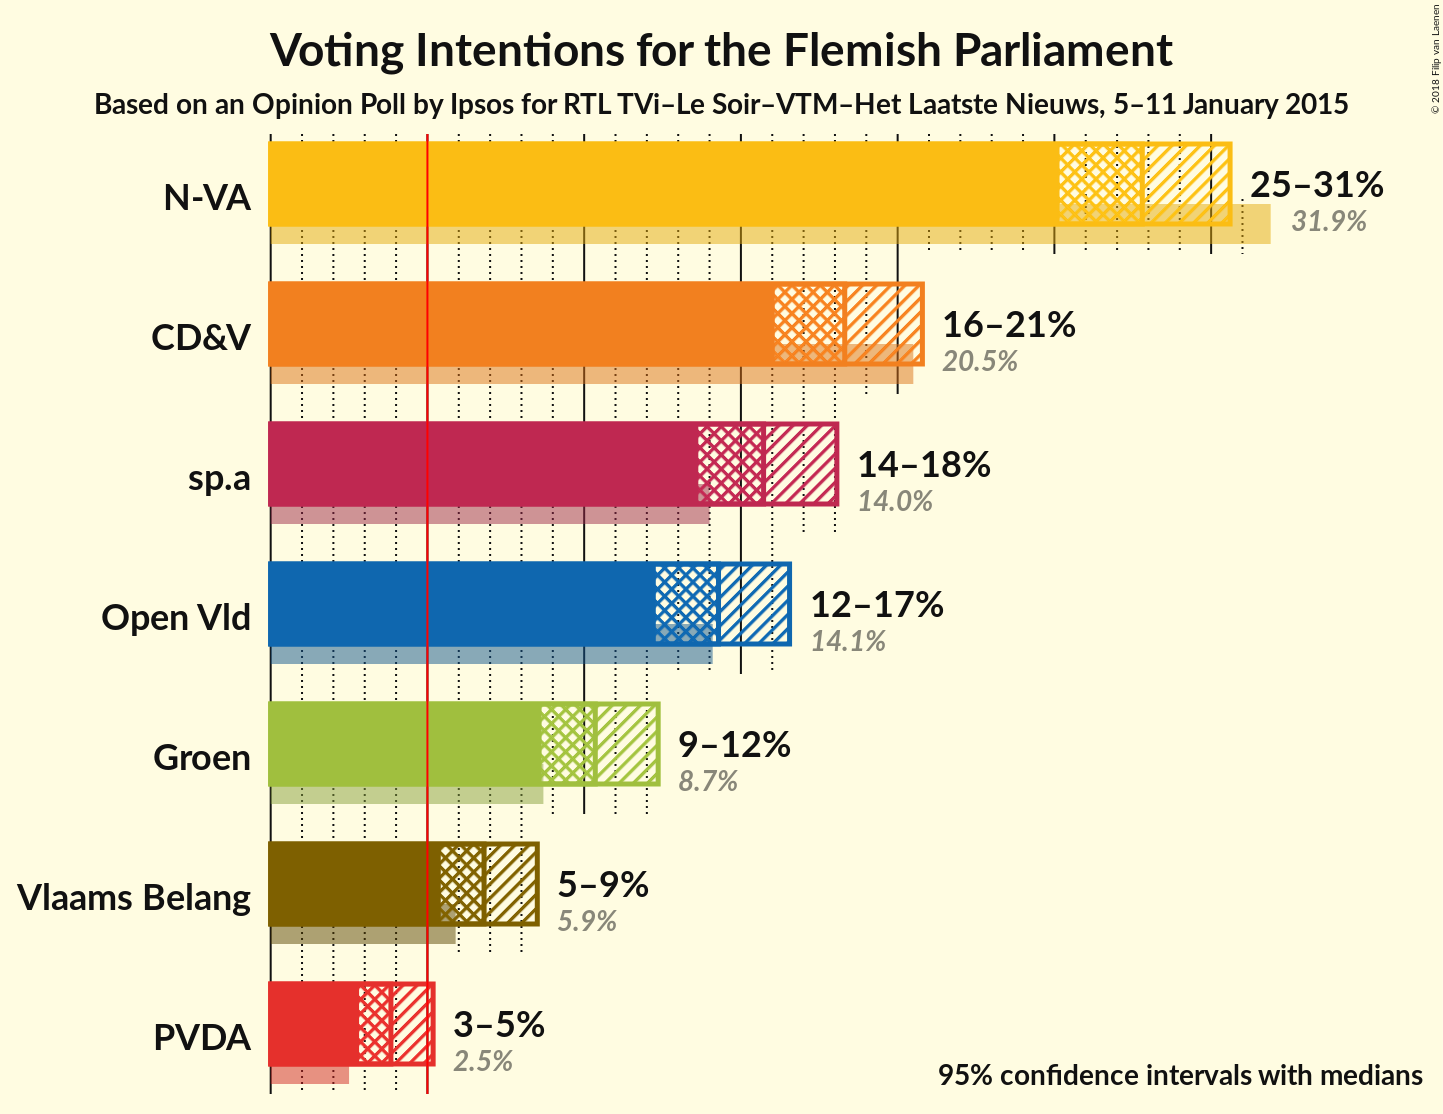 Voting Intentions for the Flemish Parliament
Based on an Opinion Poll by Ipsos for RTL TVi–Le Soir–VTM–Het Laatste Nieuws, 5–11 January 2015
© 2018 Filip van Laenen
N-VA
25–31%
31.9%
CD&V
16–21%
20.5%
sp.a
14–18%
14.0%
Open Vld
12–17%
14.1%
Groen
9–12%
8.7%
Vlaams Belang
5–9%
5.9%
PVDA
3–5%
2.5%
95% confidence intervals with medians